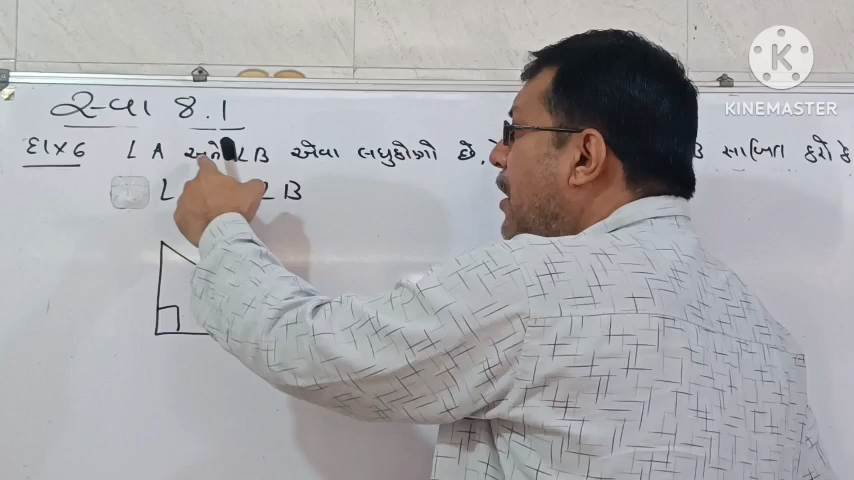 સ્વા 8.1
દા×6 ∠A અને ∠B એવા લઘુકોણો છે. B સાબિત કરો કે
∠ ∠B
K
KINEMASTER